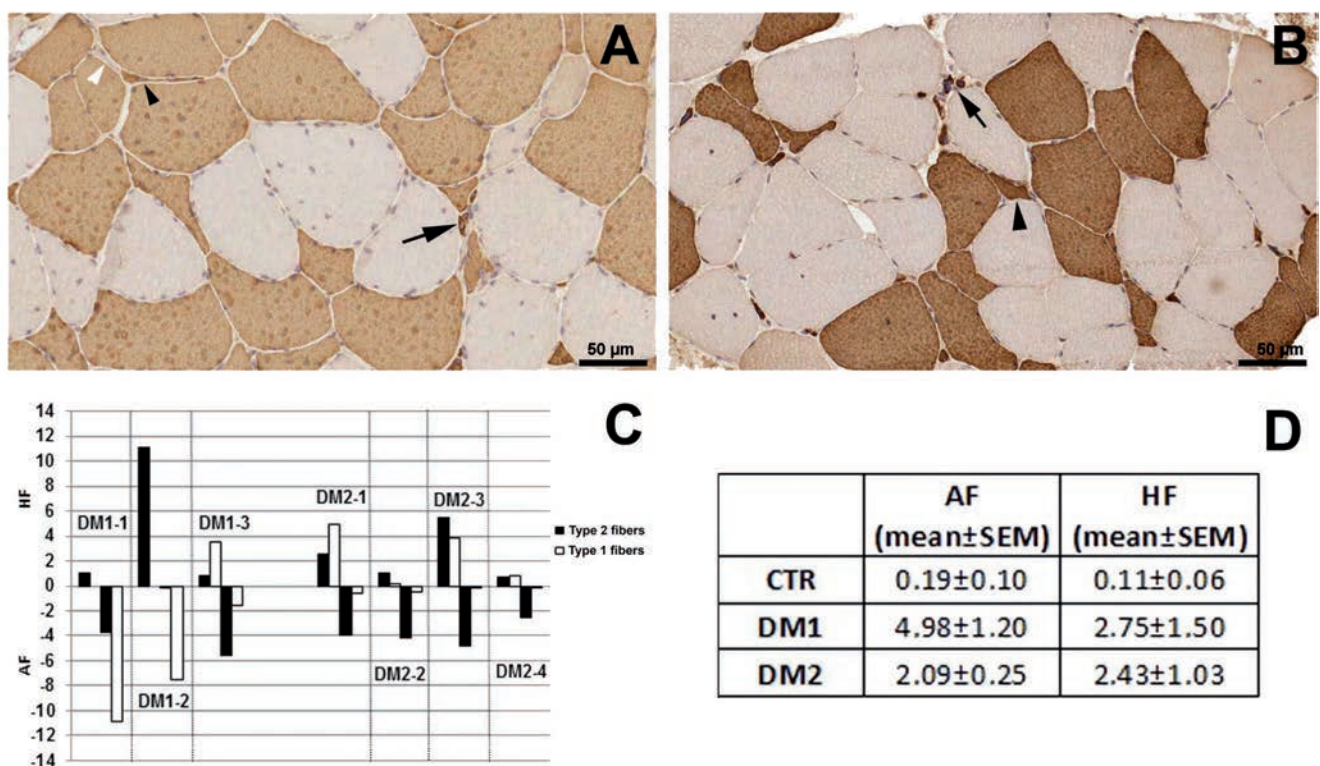 A
B
50 µm
50 µm
C
D
14
12
10
8
6
4
2
0
-2
-4
-6
-8
-10
-12
-14
HF
AF
DM1-1
DM1-2
DM1-3
DM2-1
DM2-2
DM2-3
DM2-4
Type 2 fibers
Type 1 fibers
AF HF
(mean±SEM) (mean±SEM)
CTR 0.19±0.10 0.11±0.06
DM1 4.98±1.20 2.75±1.50
DM2 2.09±0.25 2.43±1.03